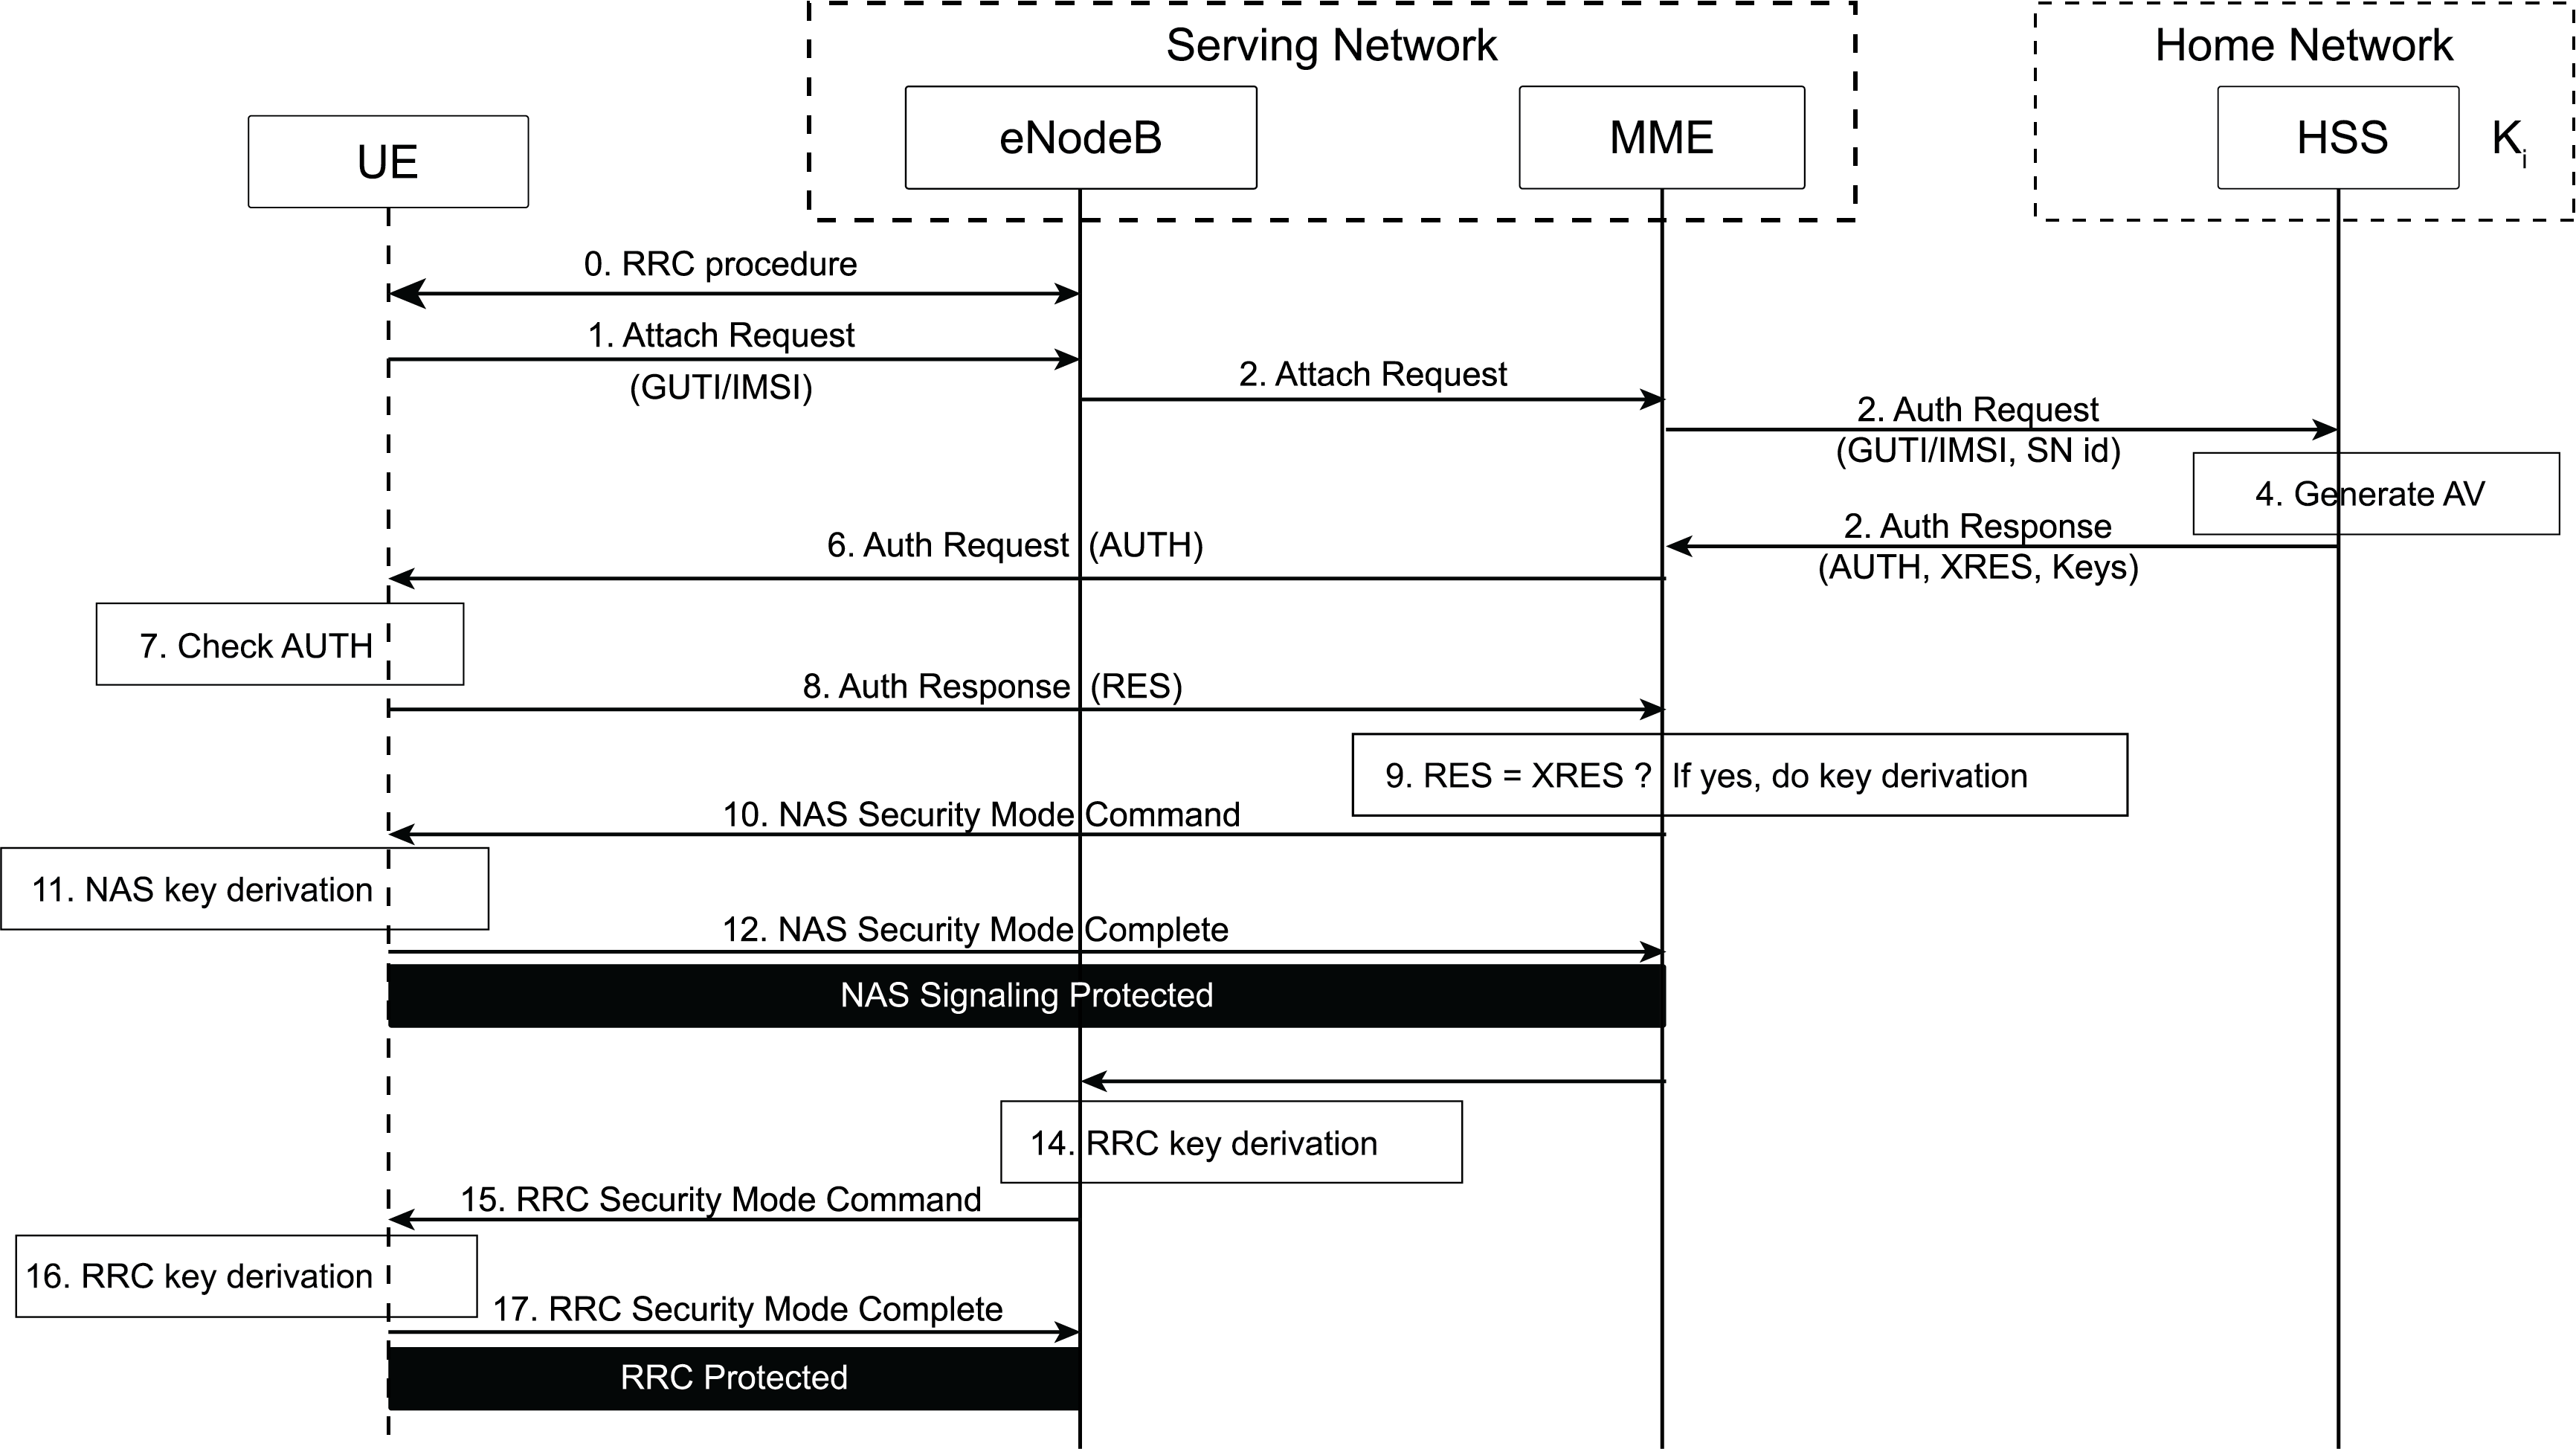 Serving Network
Home Network
UE
eNodeB
MME
HSS
Ki
0. RRC procedure
1. Attach Request
(GUTI/IMSI)
2. Attach Request
2. Auth Request
(GUTI/IMSI, SN id)
4. Generate AV
2. Auth Response
(AUTH, XRES, Keys)
6. Auth Request (AUTH)
7. Check AUTH
8. Auth Response (RES)
9. RES = XRES ? If yes, do key derivation
10. NAS Security Mode Command
11. NAS key derivation
12. NAS Security Mode Complete
NAS Signaling Protected
14. RRC key derivation
15. RRC Security Mode Command
16. RRC key derivation
17. RRC Security Mode Complete
RRC Protected